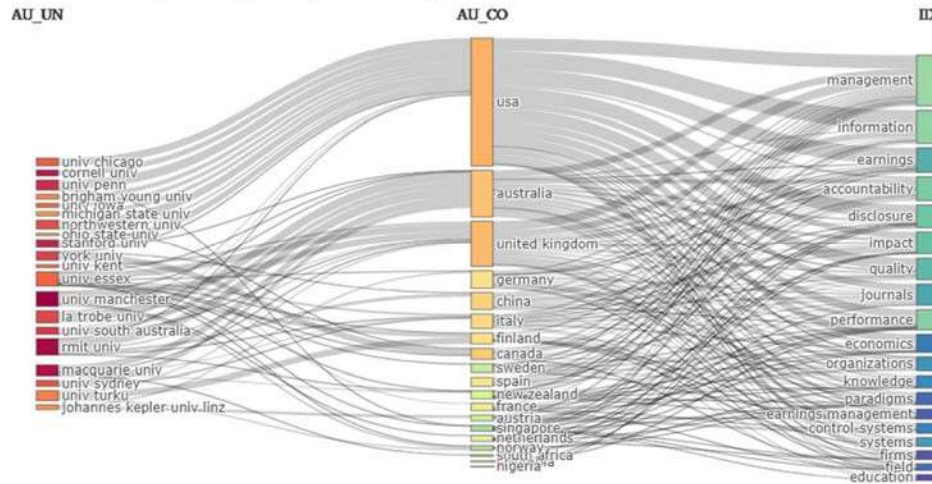 AU_UN
AU_CO
univ chicago
cornell univ
univ penn
brigham young univ
univ iowa
michigan state univ
northwestern univ
ohio state univ
stanford univ
york univ
univ kent
univ essex
univ manchester
la trobe univ
univ south australia
rmit univ
macquarie univ
univ sydney
univ turku
johannes kepler univ linz
usa
australia
united kingdom
germany
china
italy
finland
canada
sweden
spain
new zealand
france
austria
singapore
netherlands
norway
south africa
nigeria
management
information
earnings
accountability
disclosure
impact
quality
journals
performance
economics
organizations
knowledge
paradigms
earnings management
control-systems
systems
firms
field
education